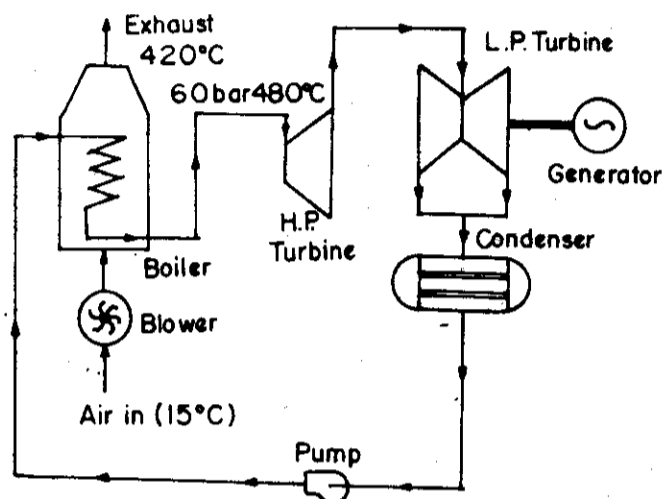 Exhaust
420°C
L.P. Turbine
60 bar 480°C
Generator
H.P.
Turbine
Condenser
Boiler
Blower
Air in (15°C)
Pump